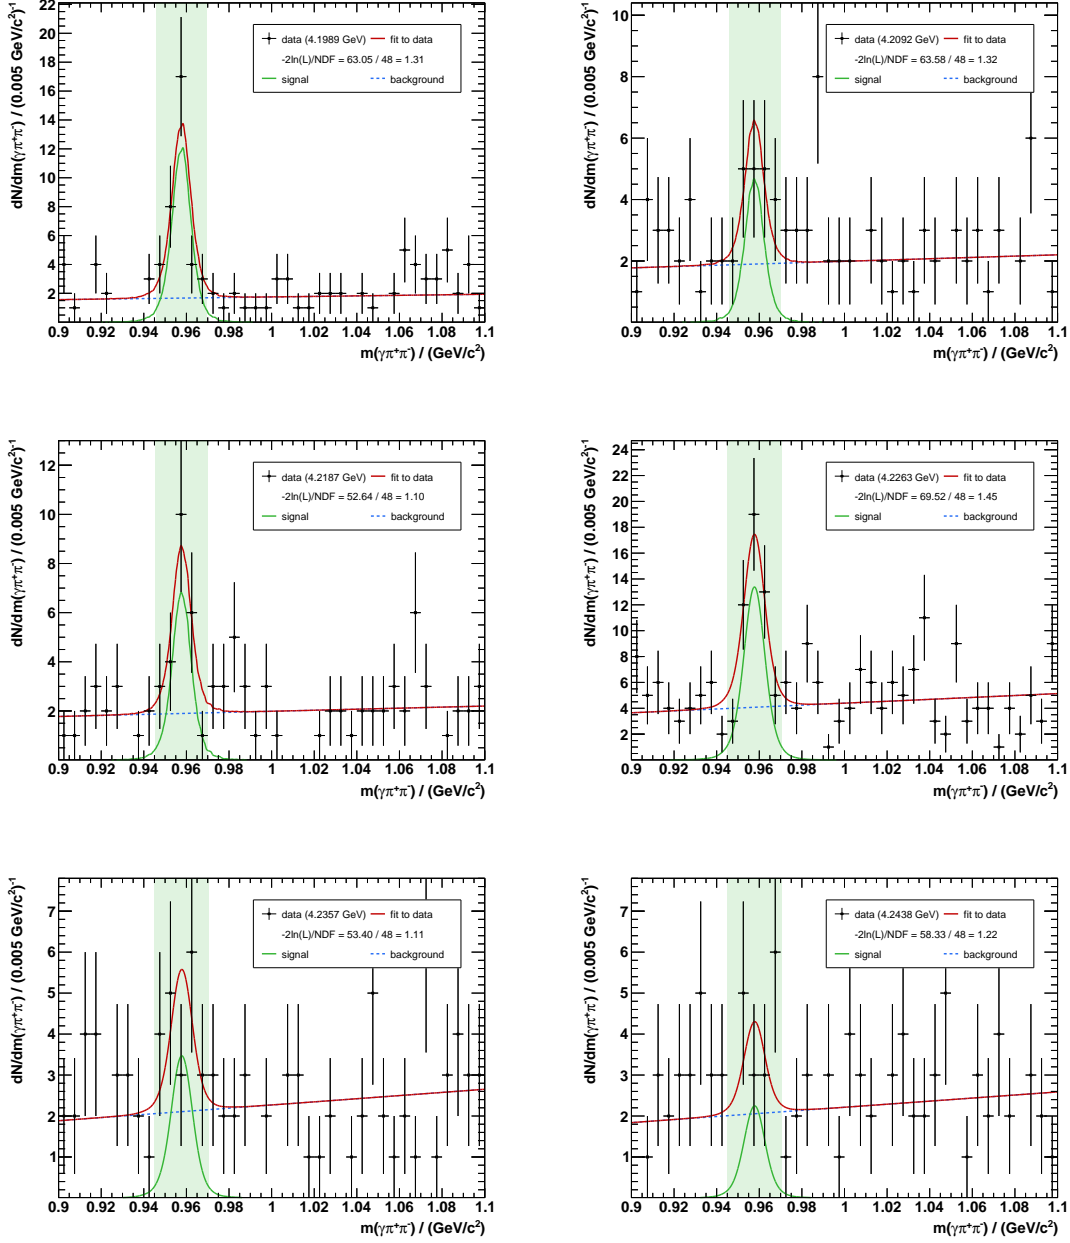 dN/dm(γπ⁺π⁻) / (0.005 GeV/c²)⁻¹
22
20
18
16
14
12
10
8
6
4
2
data (4.1989 GeV) fit to data
-2ln(L)/NDF = 63.05 / 48 = 1.31
signal background
0.9 0.92 0.94 0.96 0.98 1 1.02 1.04 1.06 1.08 1.1
m(γπ⁺π⁻) / (GeV/c²)
dN/dm(γπ⁺π⁻) / (0.005 GeV/c²)⁻¹
10
8
6
4
2
0
data (4.2092 GeV) fit to data
-2ln(L)/NDF = 63.58 / 48 = 1.32
signal background
0.9 0.92 0.94 0.96 0.98 1 1.02 1.04 1.06 1.08 1.1
m(γπ⁺π⁻) / (GeV/c²)
dN/dm(γπ⁺π⁻) / (0.005 GeV/c²)⁻¹
12
10
8
6
4
2
0
data (4.2187 GeV) fit to data
-2ln(L)/NDF = 52.64 / 48 = 1.10
signal background
0.9 0.92 0.94 0.96 0.98 1 1.02 1.04 1.06 1.08 1.1
m(γπ⁺π⁻) / (GeV/c²)
dN/dm(γπ⁺π⁻) / (0.005 GeV/c²)⁻¹
24
22
20
18
16
14
12
10
8
6
4
2
data (4.2263 GeV) fit to data
-2ln(L)/NDF = 69.52 / 48 = 1.45
signal background
0.9 0.92 0.94 0.96 0.98 1 1.02 1.04 1.06 1.08 1.1
m(γπ⁺π⁻) / (GeV/c²)
dN/dm(γπ⁺π⁻) / (0.005 GeV/c²)⁻¹
7
6
5
4
3
2
1
data (4.2357 GeV) fit to data
-2ln(L)/NDF = 53.40 / 48 = 1.11
signal background
0.9 0.92 0.94 0.96 0.98 1 1.02 1.04 1.06 1.08 1.1
m(γπ⁺π⁻) / (GeV/c²)
dN/dm(γπ⁺π⁻) / (0.005 GeV/c²)⁻¹
7
6
5
4
3
2
1
data (4.2438 GeV) fit to data
-2ln(L)/NDF = 58.33 / 48 = 1.22
signal background
0.9 0.92 0.94 0.96 0.98 1 1.02 1.04 1.06 1.08 1.1
m(γπ⁺π⁻) / (GeV/c²)